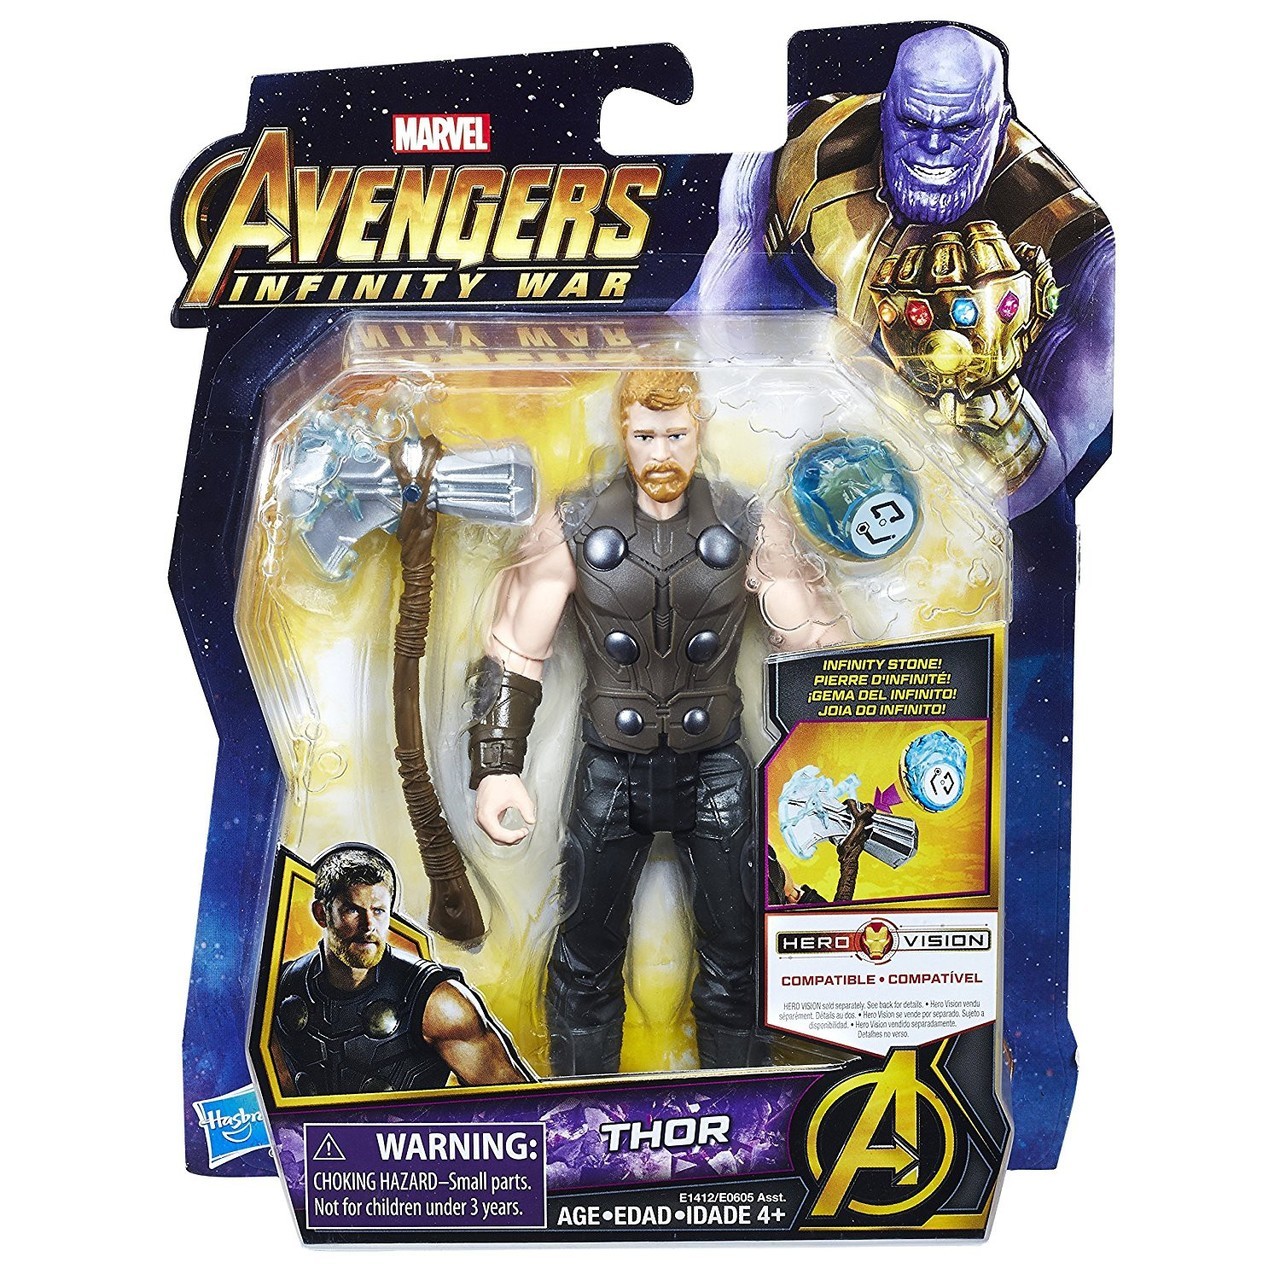 MARVEL
AVENGERS
INFINITY WAR
INFINITY STONE!
PIERRE D'INFINITÉ!
¡GEMA DEL INFINITO!
JOIA DO INFINITO!
HERO VISION
COMPATIBLE • COMPATÍVEL
HERO VISION sold separately. See back for details. • Hero Vision vendu
séparément. Détails au dos. • Hero Vision se vende por separado. Sujeto a
disponibilidad. • Hero Vision vendido separadamente.
Detalhes no verso.
Hasbro
THOR
WARNING:
CHOKING HAZARD–Small parts.
Not for children under 3 years.
E1412/E0605 Asst.
AGE•EDAD•IDADE 4+